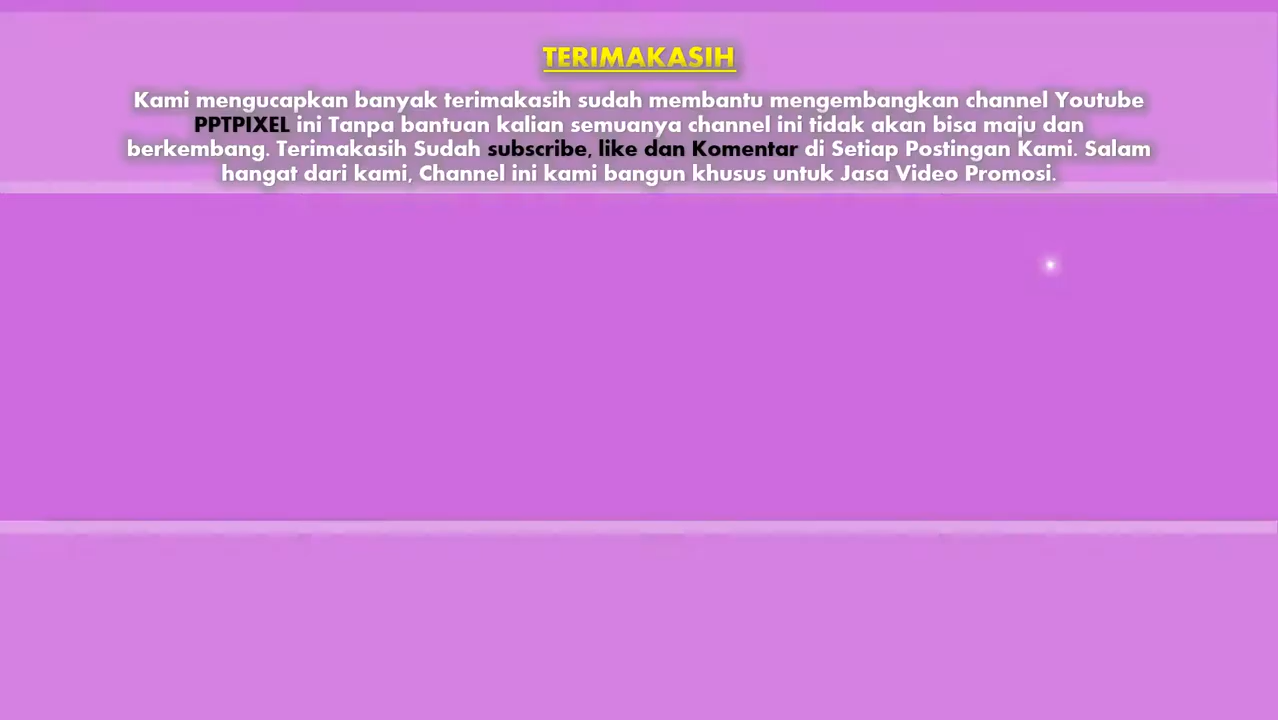 TERIMAKASIH
Kami mengucapkan banyak terimakasih sudah membantu mengembangkan channel Youtube
PPTPIXEL ini Tanpa bantuan kalian semuanya channel ini tidak akan bisa maju dan
berkembang. Terimakasih Sudah subscribe, like dan Komentar di Setiap Postingan Kami. Salam
hangat dari kami, Channel ini kami bangun khusus untuk Jasa Video Promosi.